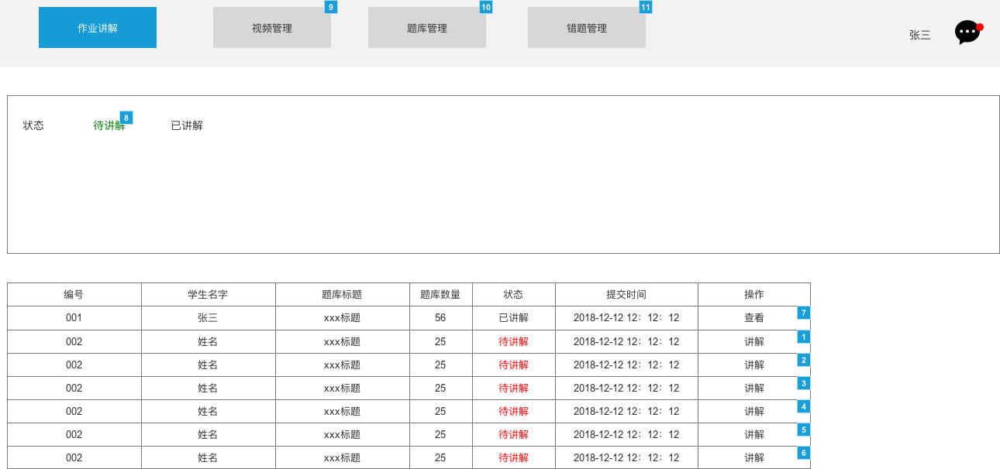 作业讲解 视频管理 9 题库管理 10 错题管理 11 张三
状态 待讲解 8 已讲解
编号 学生名字 题库标题 题库数量 状态 提交时间 操作
001 张三 xxx标题 56 已讲解 2018-12-12 12：12：12 查看 7
002 姓名 xxx标题 25 待讲解 2018-12-12 12：12：12 讲解 1
002 姓名 xxx标题 25 待讲解 2018-12-12 12：12：12 讲解 2
002 姓名 xxx标题 25 待讲解 2018-12-12 12：12：12 讲解 3
002 姓名 xxx标题 25 待讲解 2018-12-12 12：12：12 讲解 4
002 姓名 xxx标题 25 待讲解 2018-12-12 12：12：12 讲解 5
002 姓名 xxx标题 25 待讲解 2018-12-12 12：12：12 讲解 6